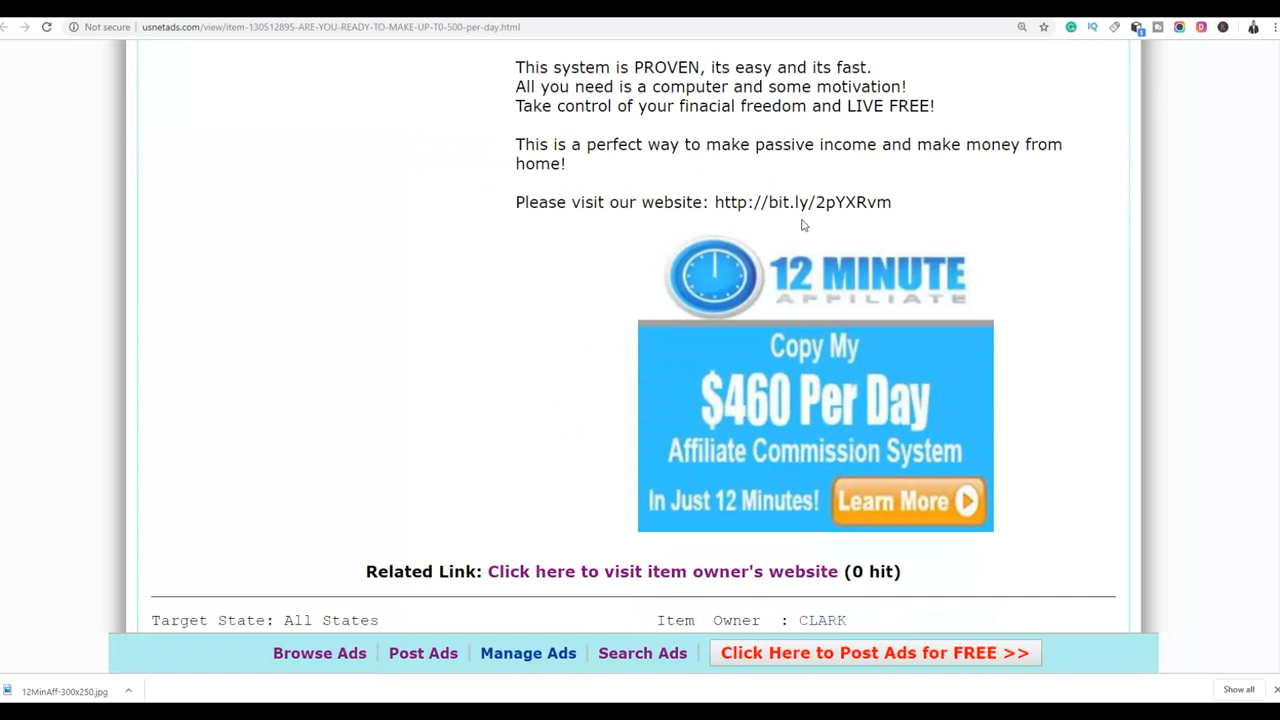 Not secure
usnetads.com/view/item-130512895-ARE-YOU-READY-TO-MAKE-UP-T0-500-per-day.html
This system is PROVEN, its easy and its fast.
All you need is a computer and some motivation!
Take control of your finacial freedom and LIVE FREE!
This is a perfect way to make passive income and make money from
home!
Please visit our website: http://bit.ly/2pYXRvm
12 MINUTE
AFFILIATE
Copy My
$460 Per Day
Affiliate Commission System
In Just 12 Minutes! Learn More
Related Link: Click here to visit item owner's website (0 hit)
Target State: All States Item Owner : CLARK
Browse Ads Post Ads Manage Ads Search Ads Click Here to Post Ads for FREE >>
12MinAff-300x250.jpg Show all